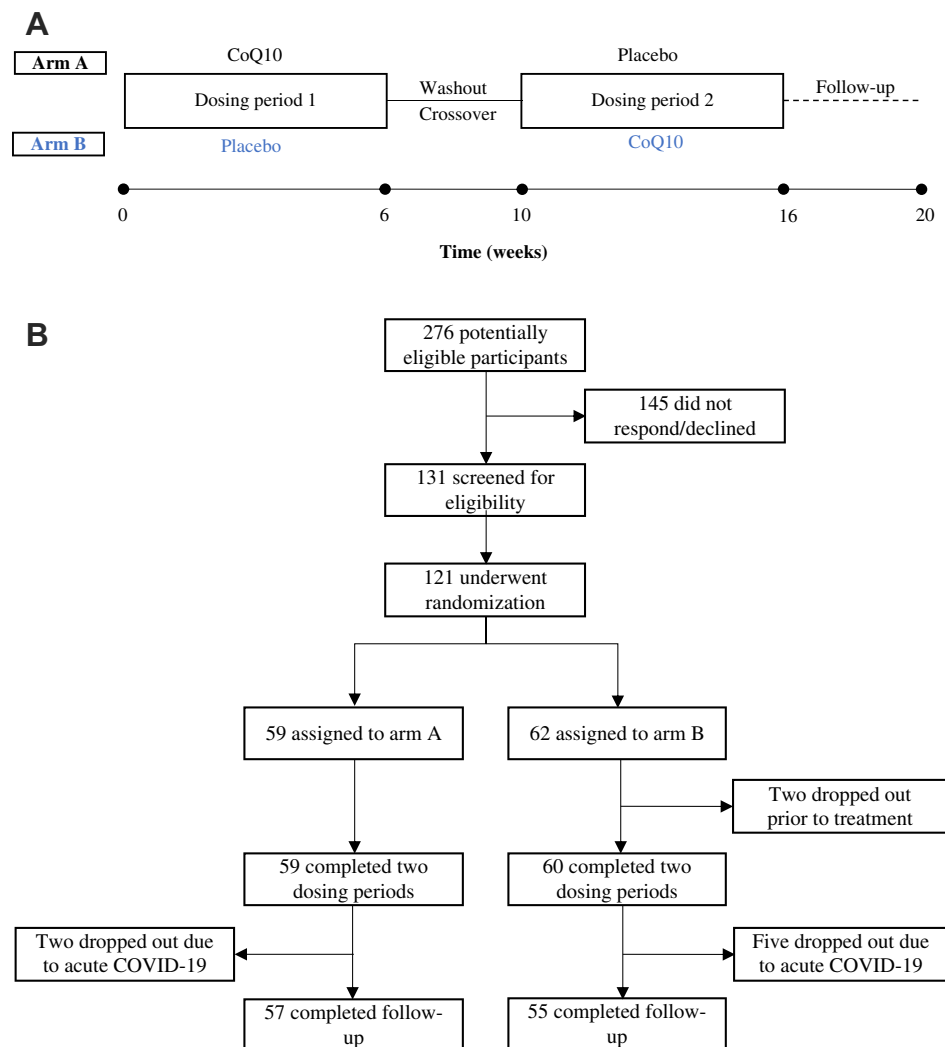 A
Arm A
CoQ10
Placebo
Dosing period 1
Washout
Crossover
Dosing period 2
Follow-up
Arm B
Placebo
CoQ10
0
6
10
16
20
Time (weeks)
B
276 potentially
eligible participants
145 did not
respond/declined
131 screened for
eligibility
121 underwent
randomization
59 assigned to arm A
62 assigned to arm B
Two dropped out
prior to treatment
59 completed two
dosing periods
60 completed two
dosing periods
Two dropped out due
to acute COVID-19
Five dropped out due
to acute COVID-19
57 completed follow-
up
55 completed follow-
up